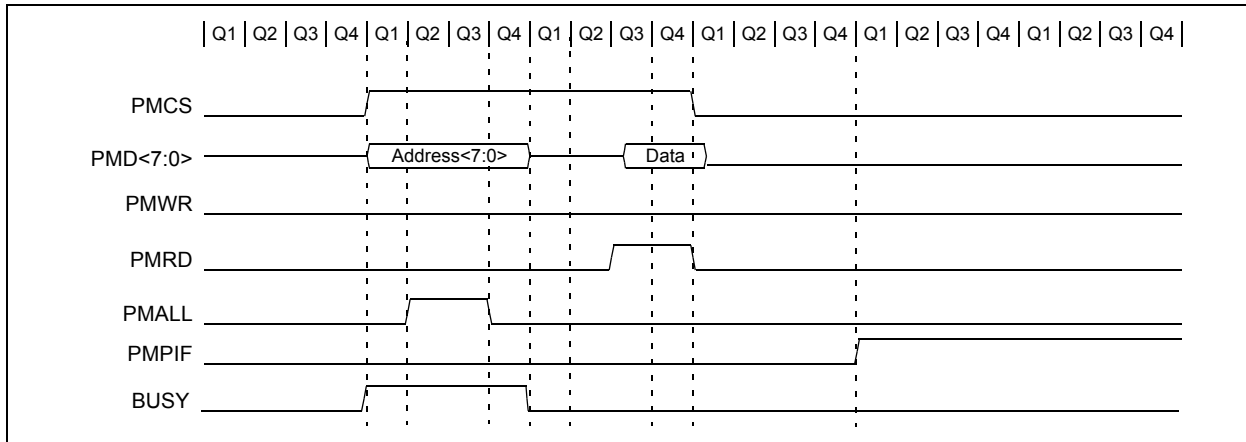 Q1 Q2 Q3 Q4 Q1 Q2 Q3 Q4 Q1 Q2 Q3 Q4 Q1 Q2 Q3 Q4 Q1 Q2 Q3 Q4 Q1 Q2 Q3 Q4
PMCS
PMD<7:0> Address<7:0> Data
PMWR
PMRD
PMALL
PMPIF
BUSY